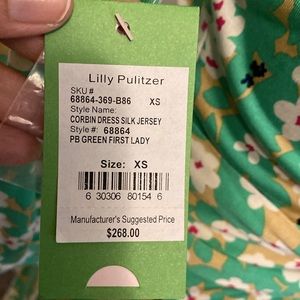 Lilly Pulitzer
SKU #
68864-369-B86 XS
Style Name:
CORBIN DRESS SILK JERSEY
Style #: 68864
PB GREEN FIRST LADY
Size: XS
6 30306 80154 6
Manufacturer's Suggested Price
$268.00